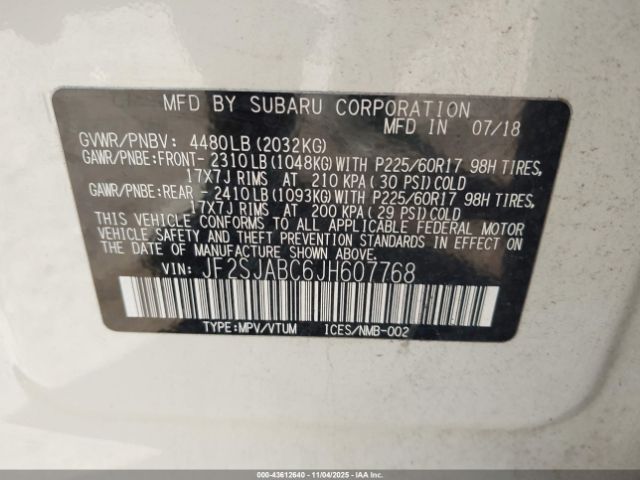 MFD BY SUBARU CORPORATION
MFD IN 07/18
GVWR/PNBV: 4480LB(2032KG)
GAWR/PNBE:FRONT- 2310LB(1048KG)WITH P225/60R17 98H TIRES,
17X7J RIMS AT 210 KPA( 30 PSI)COLD
GAWR/PNBE:REAR - 2410LB(1093KG)WITH P225/60R17 98H TIRES,
17X7J RIMS AT 200 KPA( 29 PSI)COLD
THIS VEHICLE CONFORMS TO ALL APPLICABLE FEDERAL MOTOR
VEHICLE SAFETY AND THEFT PREVENTION STANDARDS IN EFFECT ON
THE DATE OF MANUFACTURE SHOWN ABOVE.
VIN: JF2SJABC6JH607768
TYPE:MPV/VTUM ICES/NMB-002
000-43612640 - 11/04/2025 - IAA, Inc.